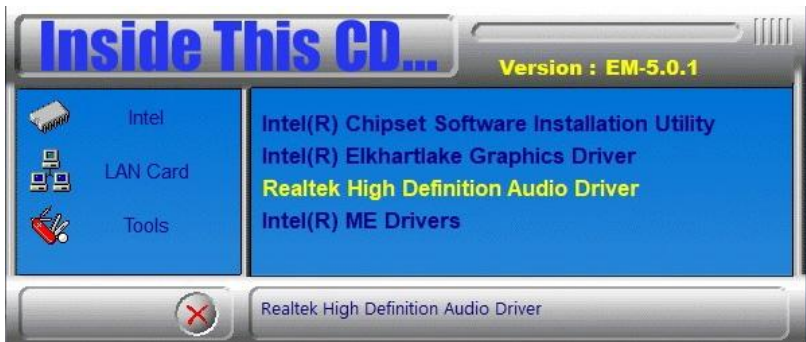 Inside This CD...
Version : EM-5.0.1
Intel
LAN Card
Tools
Intel(R) Chipset Software Installation Utility
Intel(R) Elkhartlake Graphics Driver
Realtek High Definition Audio Driver
Intel(R) ME Drivers
Realtek High Definition Audio Driver